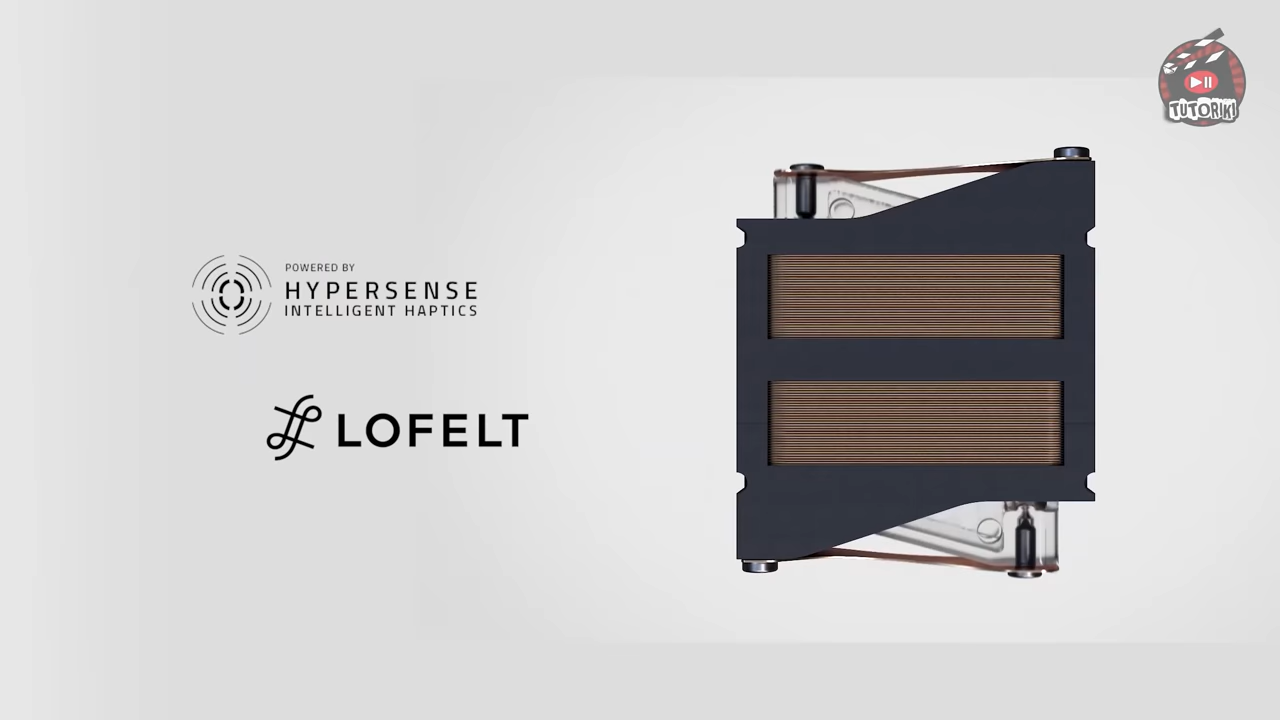 POWERED BY
HYPERSENSE
INTELLIGENT HAPTICS
LOFELT
TUTORIKI